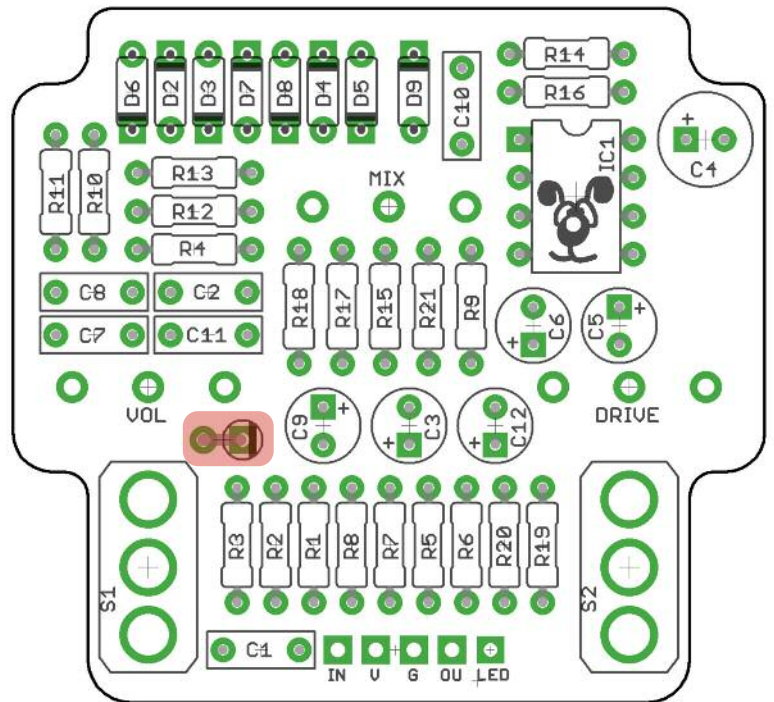 D6 D2 D3 D7 D8 D4 D5 D9 C10 R14
R16
+
C4
IC1
R11 R10 R13
MIX
R12
R4
C8 C2
R18 R17 R15 R21 R9
C6 + C5 +
C7 C11
VOL DRIVE
C9 + C3 + C12 +
R3 R2 R1 R8 R7 R5 R6 R20 R19
S1 S2
C1
IN V G OU LED